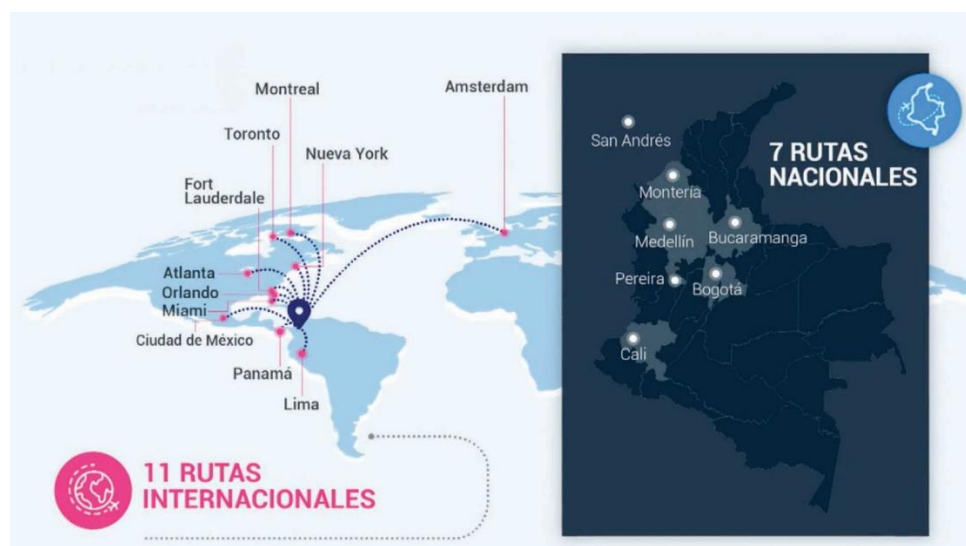 Montreal
Amsterdam
Toronto
Nueva York
Fort
Lauderdale
Atlanta
Orlando
Miami
Ciudad de México
Panamá
Lima
11 RUTAS
INTERNACIONALES
San Andrés
7 RUTAS
NACIONALES
Montería
Medellín
Bucaramanga
Pereira
Bogotá
Cali